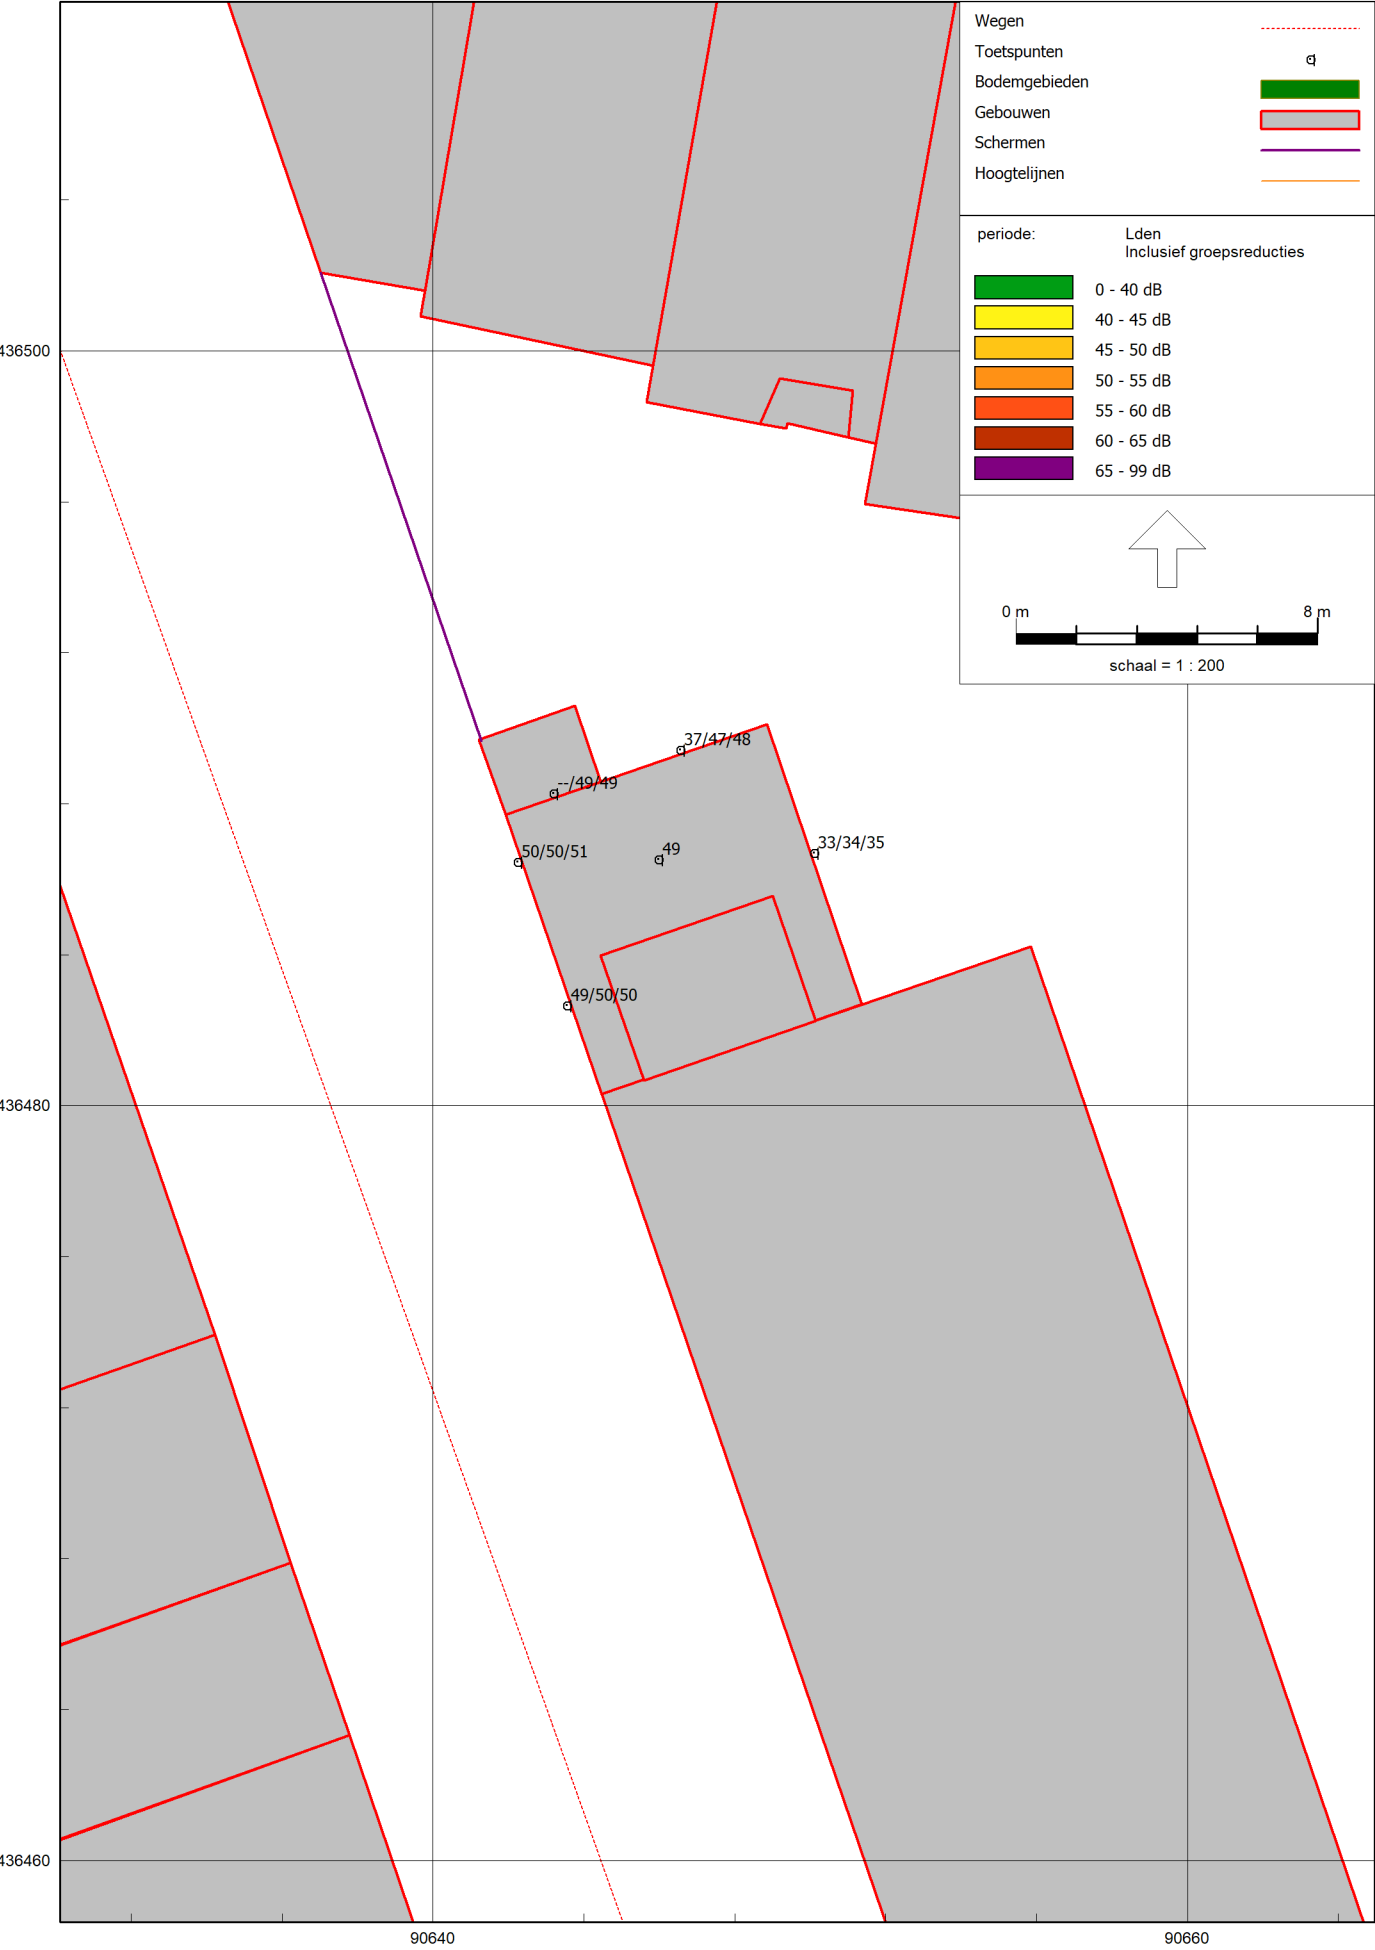 Wegen
Toetspunten
Bodemgebieden
Gebouwen
Schermen
Hoogtelijnen
periode: Lden
Inclusief groepsreducties
0 - 40 dB
40 - 45 dB
45 - 50 dB
50 - 55 dB
55 - 60 dB
60 - 65 dB
65 - 99 dB
0 m 8 m
schaal = 1 : 200
436500
37/47/48
--/49/49
50/50/51
49
33/34/35
49/50/50
436480
436460
90640 90660